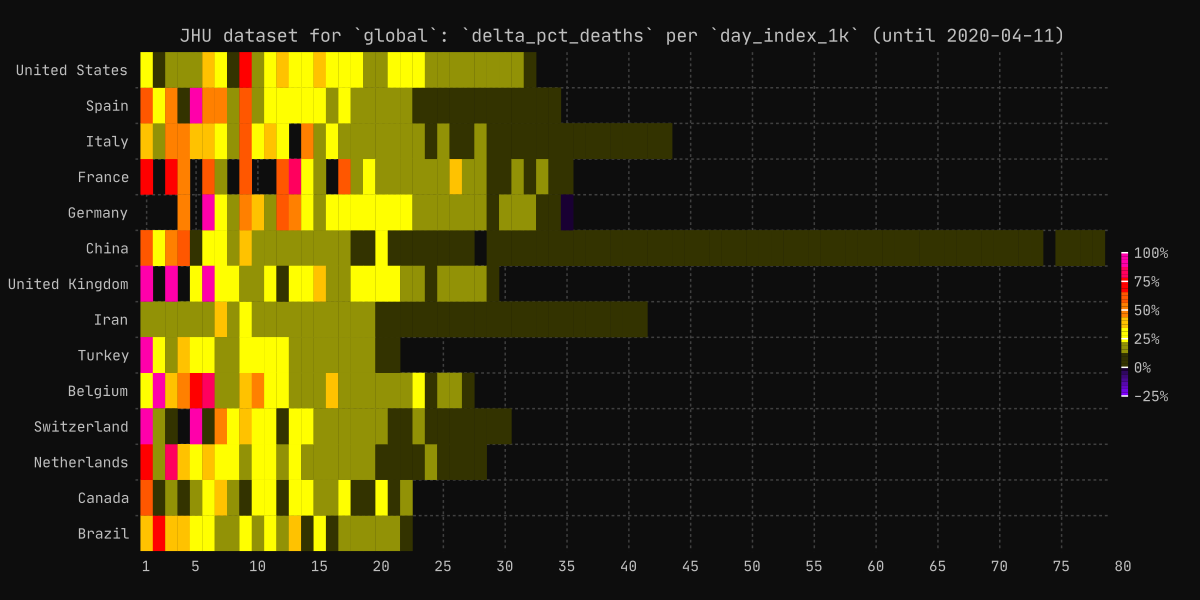 JHU dataset for `global`: `delta_pct_deaths` per `day_index_1k` (until 2020-04-11)
United States
Spain
Italy
France
Germany
China
United Kingdom
Iran
Turkey
Belgium
Switzerland
Netherlands
Canada
Brazil
1 5 10 15 20 25 30 35 40 45 50 55 60 65 70 75 80
100%
75%
50%
25%
0%
-25%